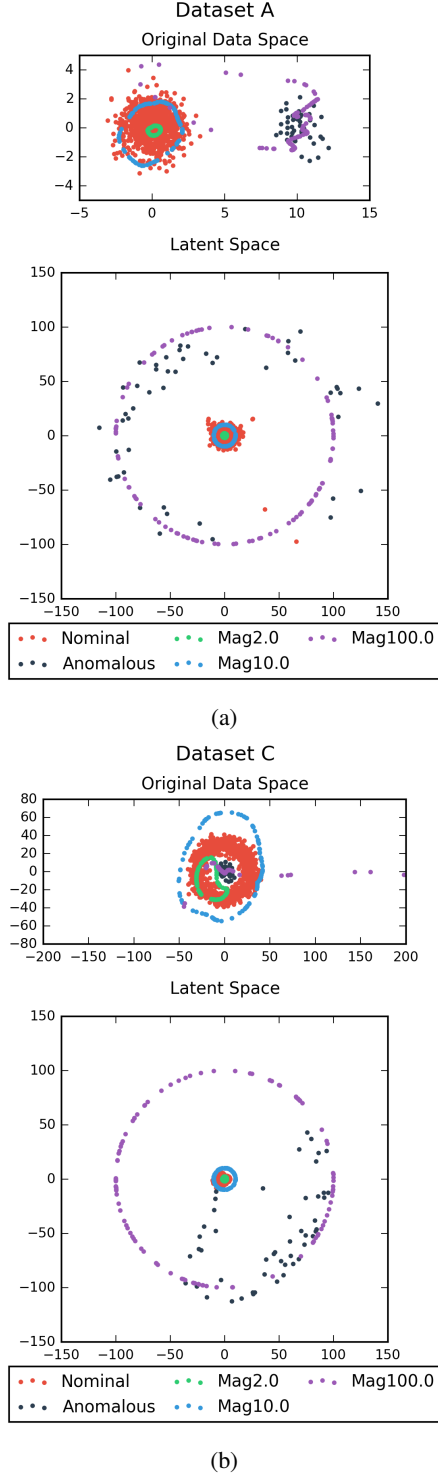 Dataset A
Original Data Space
4
2
0
−2
−4
−5 0 5 10 15
Latent Space
150
100
50
0
−50
−100
−150
−150 −100 −50 0 50 100 150
Nominal Mag2.0 Mag100.0
Anomalous Mag10.0
(a)
Dataset C
Original Data Space
80
60
40
20
0
−20
−40
−60
−80
−200 −150 −100 −50 0 50 100 150 200
Latent Space
150
100
50
0
−50
−100
−150
−150 −100 −50 0 50 100 150
Nominal Mag2.0 Mag100.0
Anomalous Mag10.0
(b)